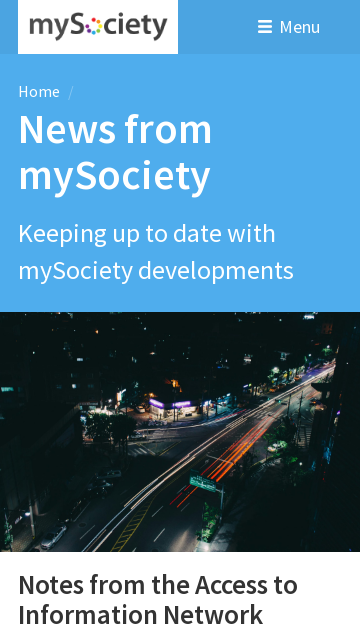 mySociety
Menu
Home /
News from
mySociety
Keeping up to date with
mySociety developments
Notes from the Access to
Information Network